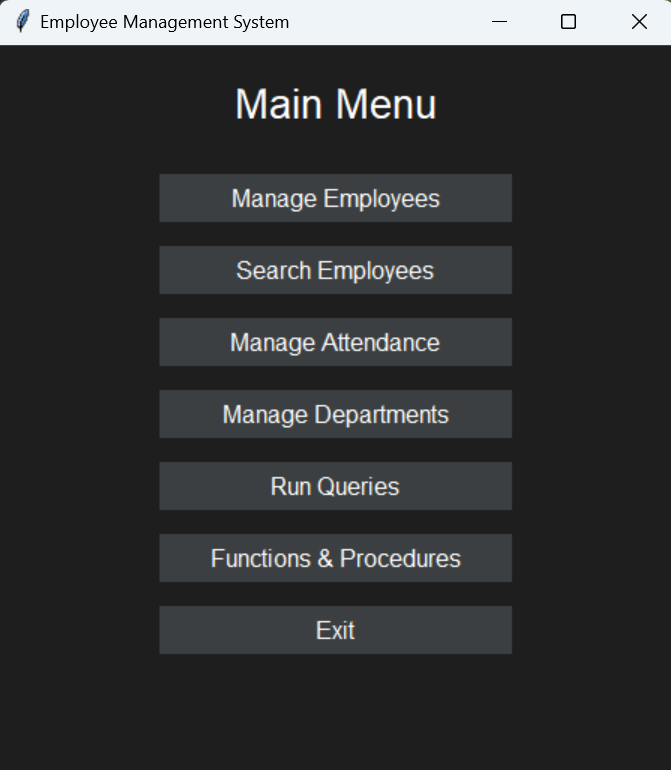 Employee Management System
Main Menu
Manage Employees
Search Employees
Manage Attendance
Manage Departments
Run Queries
Functions & Procedures
Exit